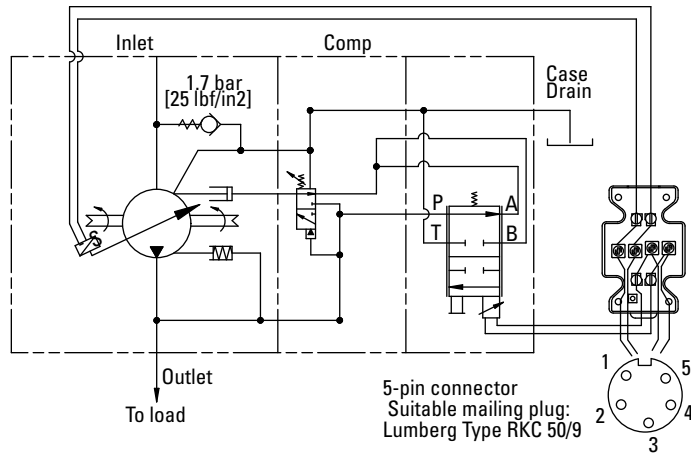 Inlet
Comp
1.7 bar
[25 lbf/in2]
Case
Drain
S
P
A
T
B
Outlet
To load
5-pin connector
Suitable mailing plug:
Lumberg Type RKC 50/9
1
5
2
4
3